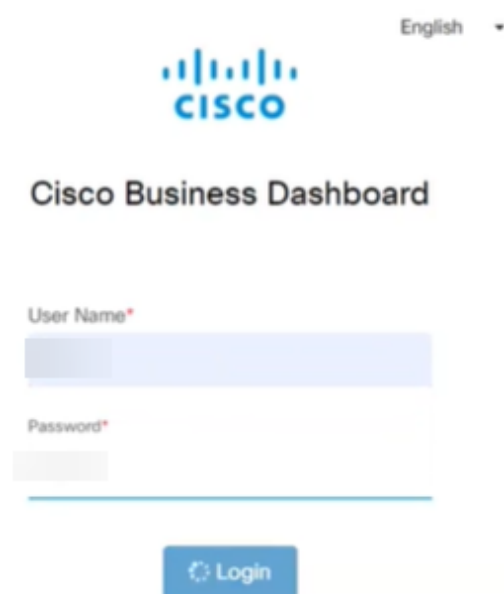 English
CISCO
Cisco Business Dashboard
User Name*
Password*
Login